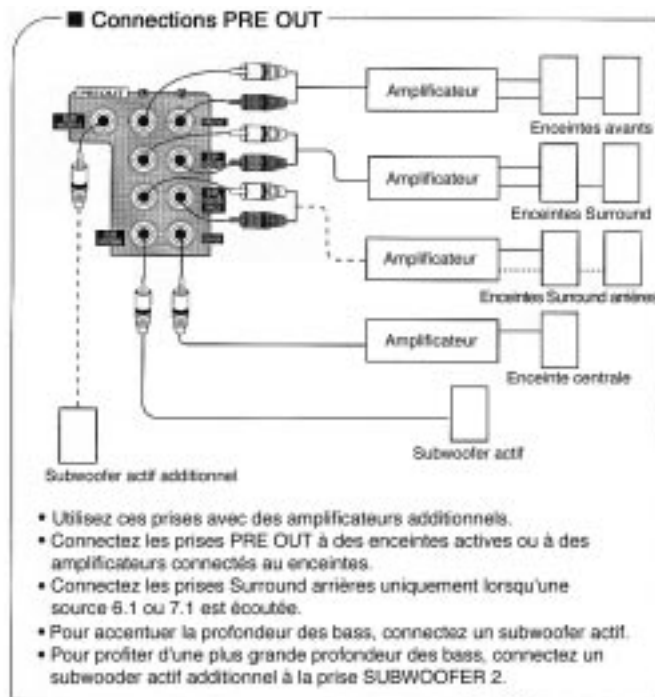 ■ Connections PRE OUT
PRE OUT
Amplificateur
Enceintes avants
Amplificateur
Enceintes Surround
Amplificateur
Enceintes Surround arrières
Amplificateur
Enceinte centrale
Subwoofer actif
Subwoofer actif additionnel
• Utilisez ces prises avec des amplificateurs additionnels.
• Connectez les prises PRE OUT à des enceintes actives ou à des
amplificateurs connectés au enceintes.
• Connectez les prises Surround arrières uniquement lorsqu'une
source 6.1 ou 7.1 est écoutée.
• Pour accentuer la profondeur des bass, connectez un subwoofer actif.
• Pour profiter d'une plus grande profondeur des bass, connectez un
subwooder actif additionnel à la prise SUBWOOFER 2.